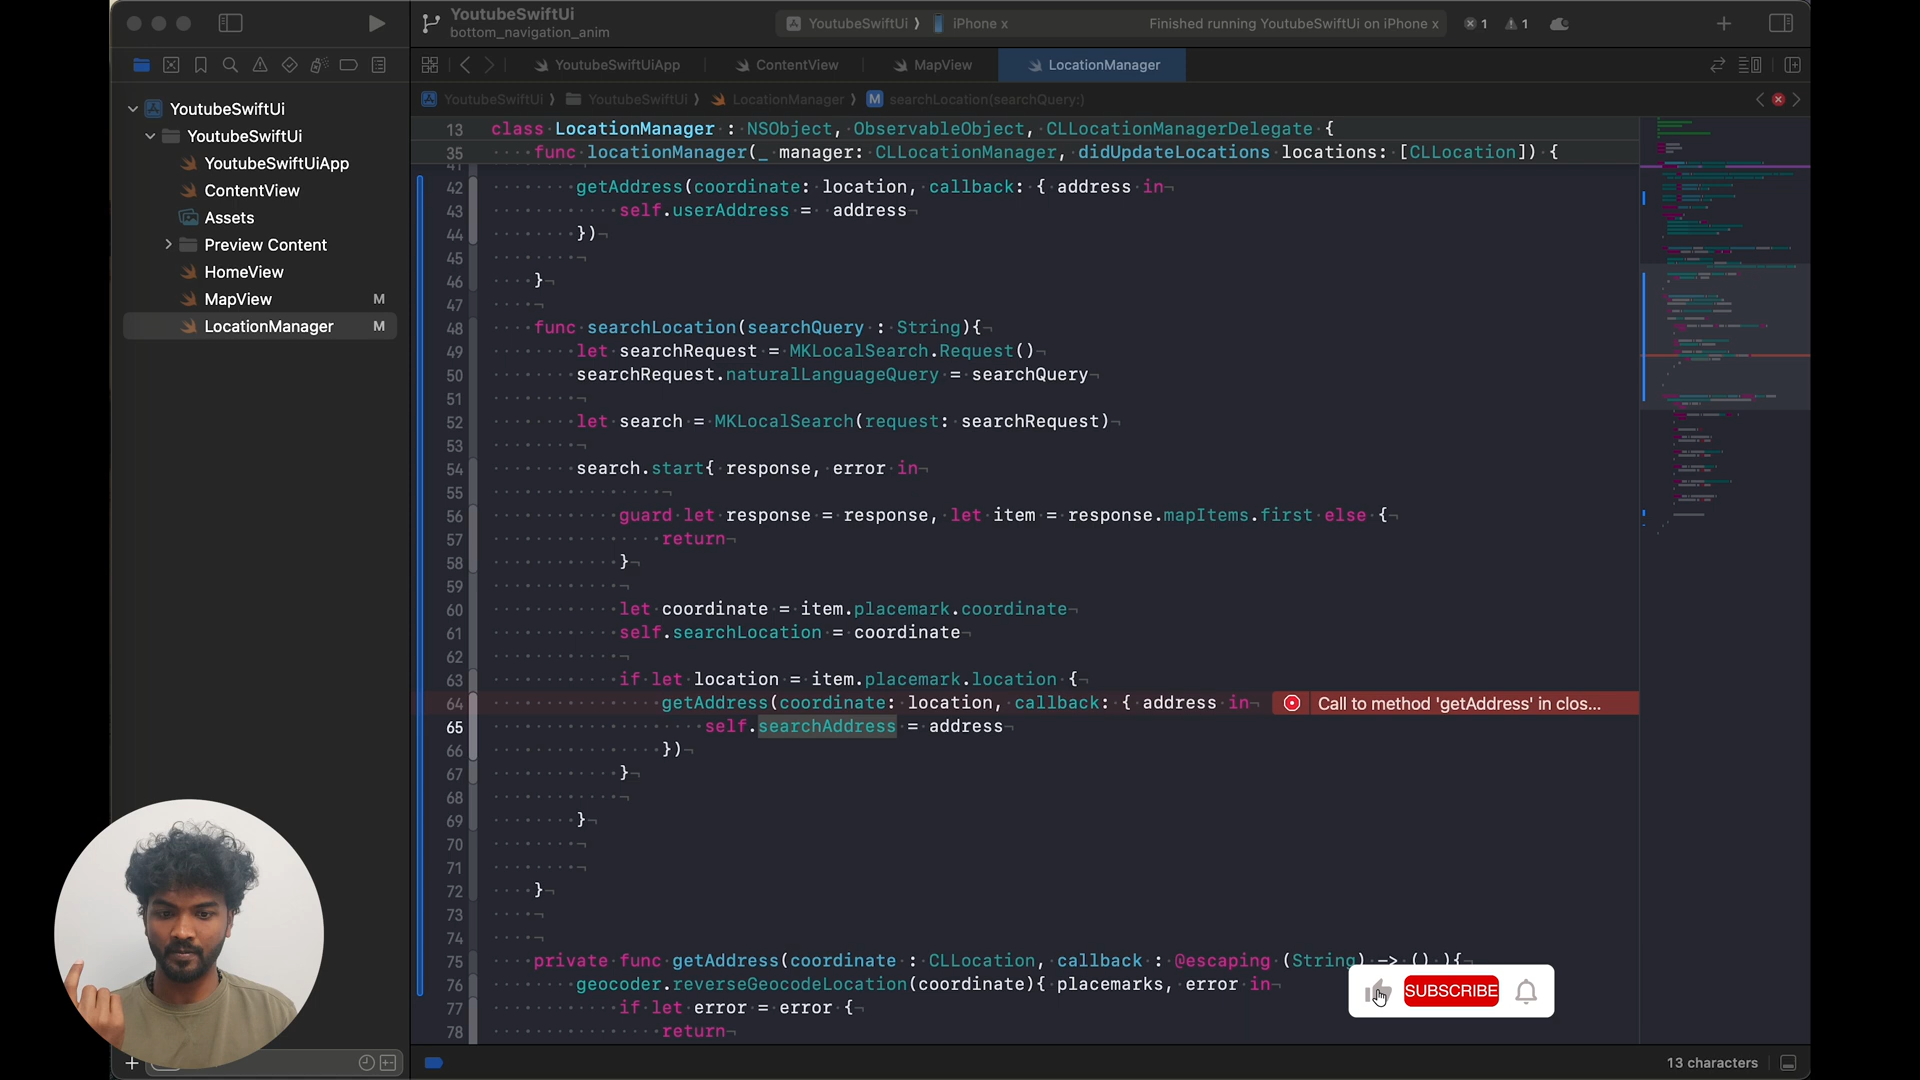 YoutubeSwiftUi
bottom_navigation_anim
YoutubeSwiftUi 〉 iPhone x
Finished running YoutubeSwiftUi on iPhone x
1
1
YoutubeSwiftUiApp
ContentView
MapView
LocationManager
YoutubeSwiftUi 〉 YoutubeSwiftUi 〉 LocationManager 〉 M searchLocation(searchQuery:)
YoutubeSwiftUi
YoutubeSwiftUi
YoutubeSwiftUiApp
ContentView
Assets
Preview Content
HomeView
MapView M
LocationManager M
13 class LocationManager : NSObject, ObservableObject, CLLocationManagerDelegate {
35 func locationManager(_ manager: CLLocationManager, didUpdateLocations locations: [CLLocation]) {
42 getAddress(coordinate: location, callback: { address in
43 self.userAddress =  address
44 })
45
46 }
47
48 func searchLocation(searchQuery : String){
49 let searchRequest = MKLocalSearch.Request()
50 searchRequest.naturalLanguageQuery = searchQuery
51
52 let search = MKLocalSearch(request: searchRequest)
53
54 search.start{ response, error in
55
56 guard let response = response, let item = response.mapItems.first else {
57 return
58 }
59
60 let coordinate = item.placemark.coordinate
61 self.searchLocation = coordinate
62
63 if let location = item.placemark.location {
64 getAddress(coordinate: location, callback: { address in Call to method 'getAddress' in clos...
65 self.searchAddress = address
66 })
67 }
68
69 }
70
71
72 }
73
74
75 private func getAddress(coordinate : CLLocation, callback : @escaping (String) -> () ){
76 geocoder.reverseGeocodeLocation(coordinate){ placemarks, error in
77 if let error = error {
78 return
SUBSCRIBE
13 characters